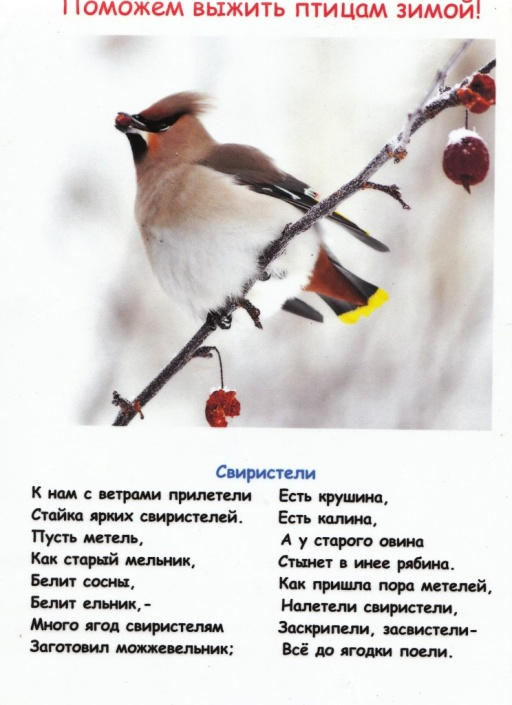 Поможем выжить птицам зимой!
Свиристели
К нам с ветрами прилетели
Стайка ярких свиристелей.
Пусть метель,
Как старый мельник,
Белит сосны,
Белит ельник,-
Много ягод свиристелям
Заготовил можжевельник;
Есть крушина,
Есть калина,
А у старого овина
Стынет в инее рябина.
Как пришла пора метелей,
Налетели свиристели,
Заскрипели, засвистели-
Всё до ягодки поели.